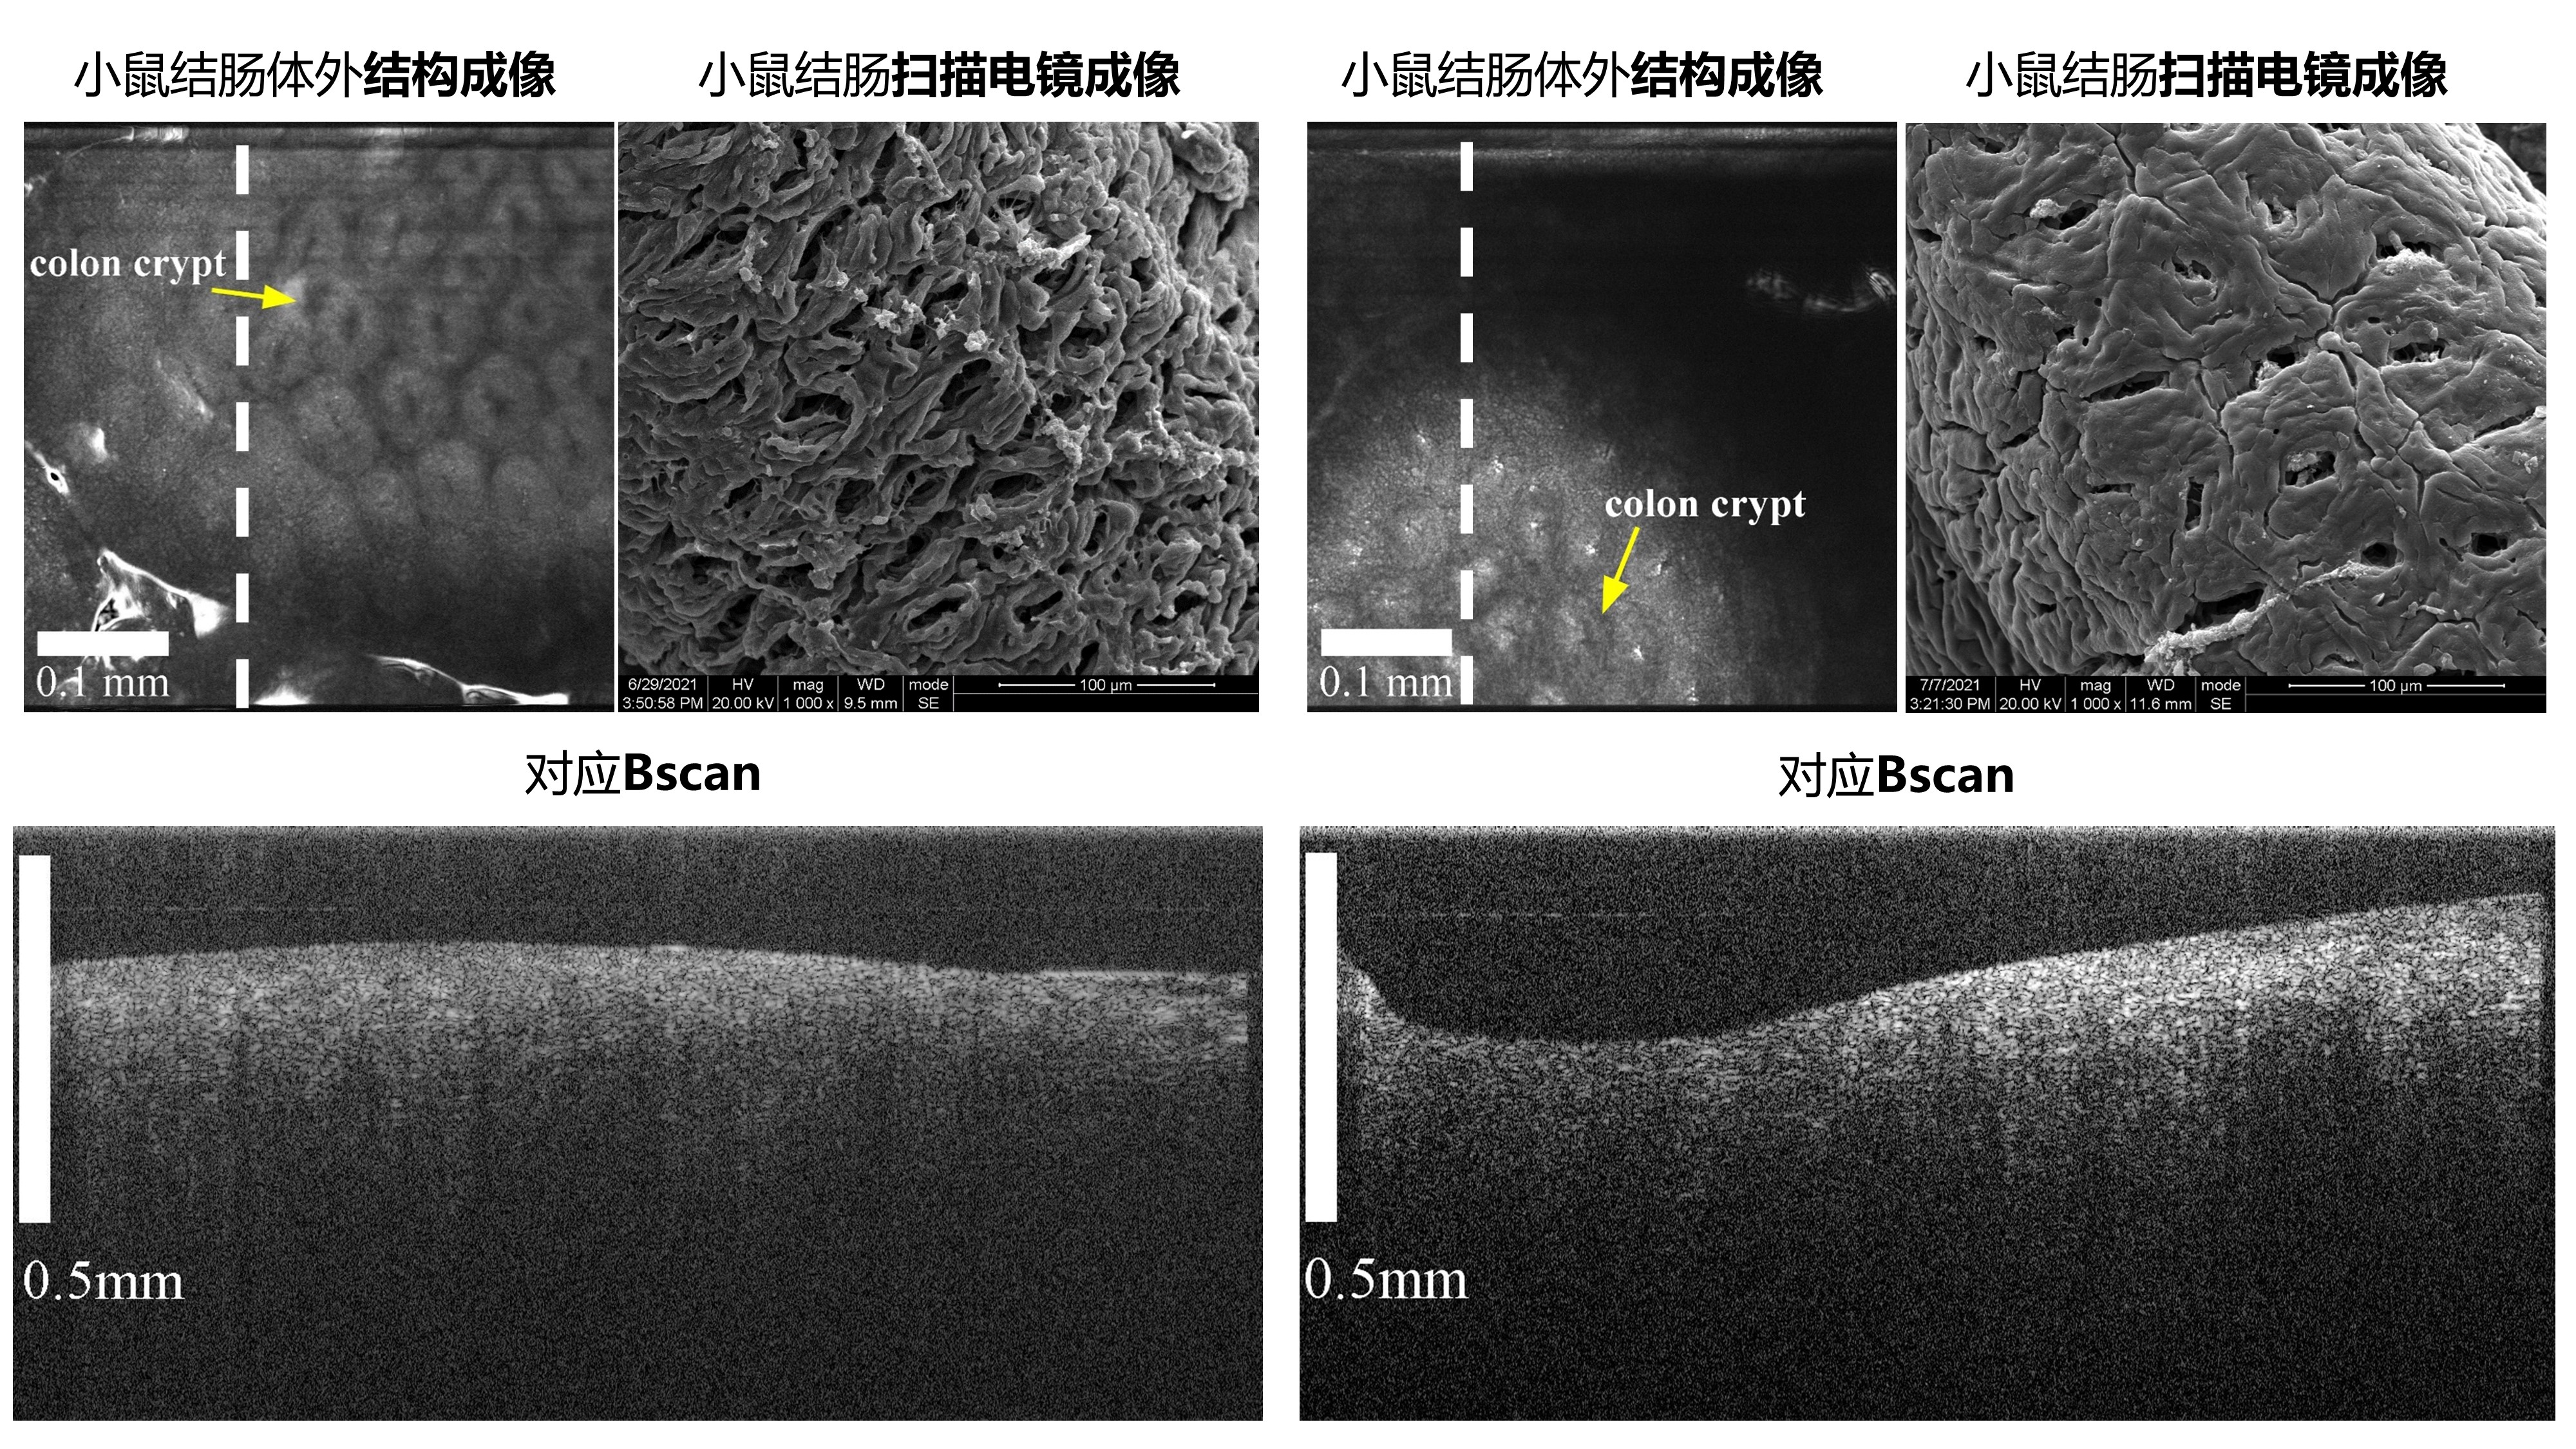 小鼠结肠体外结构成像
小鼠结肠扫描电镜成像
小鼠结肠体外结构成像
小鼠结肠扫描电镜成像
colon crypt
0.1 mm
6/29/2021 HV mag WD mode
3:50:58 PM 20.00 kV 1 000 x 9.5 mm SE
100 µm
colon crypt
0.1 mm
7/7/2021 HV mag WD mode
3:21:30 PM 20.00 kV 1 000 x 11.6 mm SE
100 µm
对应Bscan
对应Bscan
0.5mm
0.5mm